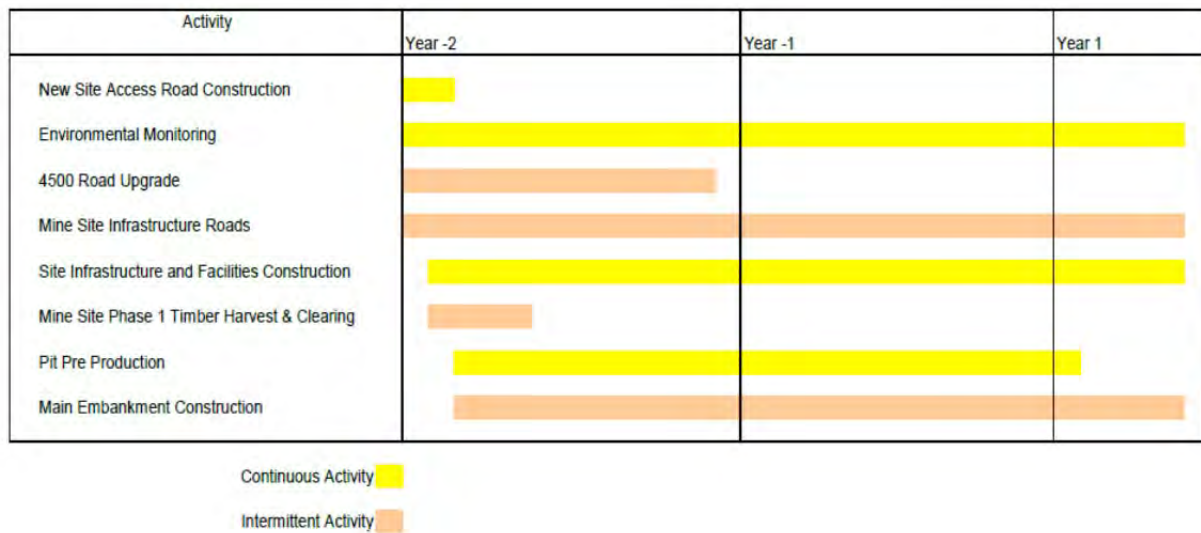 Activity
Year -2
Year -1
Year 1
New Site Access Road Construction
Environmental Monitoring
4500 Road Upgrade
Mine Site Infrastructure Roads
Site Infrastructure and Facilities Construction
Mine Site Phase 1 Timber Harvest & Clearing
Pit Pre Production
Main Embankment Construction
Continuous Activity
Intermittent Activity